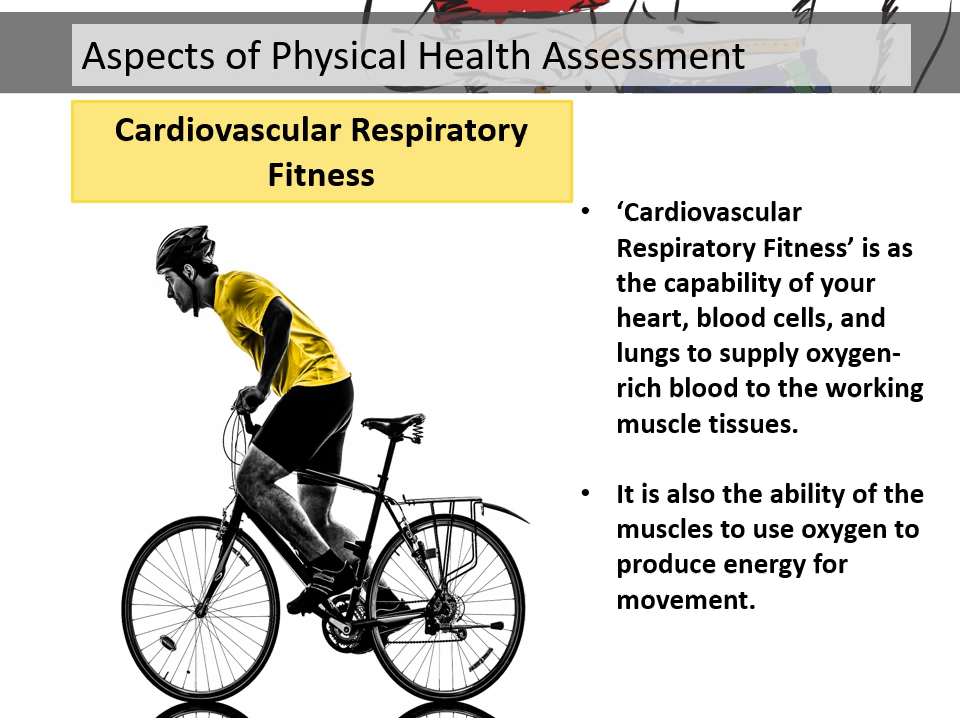 Aspects of Physical Health Assessment
Cardiovascular Respiratory
Fitness
• ‘Cardiovascular
Respiratory Fitness’ is as
the capability of your
heart, blood cells, and
lungs to supply oxygen-
rich blood to the working
muscle tissues.
• It is also the ability of the
muscles to use oxygen to
produce energy for
movement.